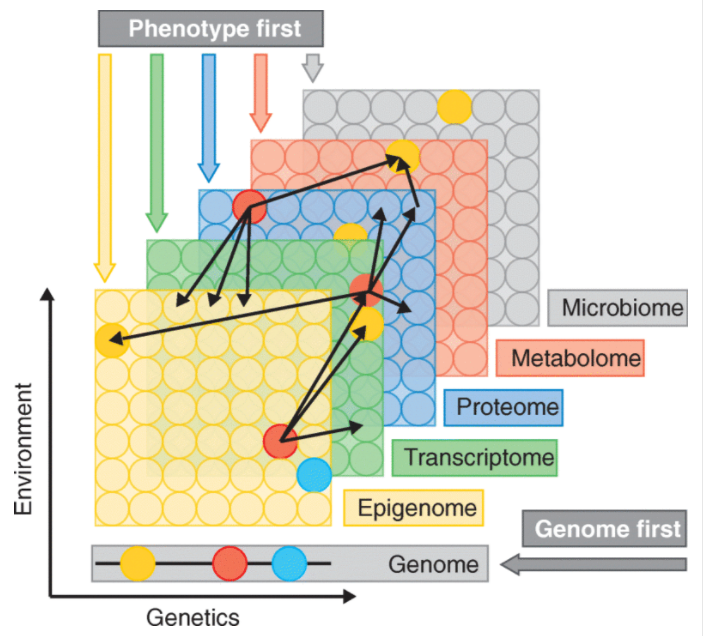 Phenotype first
Microbiome
Metabolome
Proteome
Transcriptome
Epigenome
Genome first
Genome
Environment
Genetics